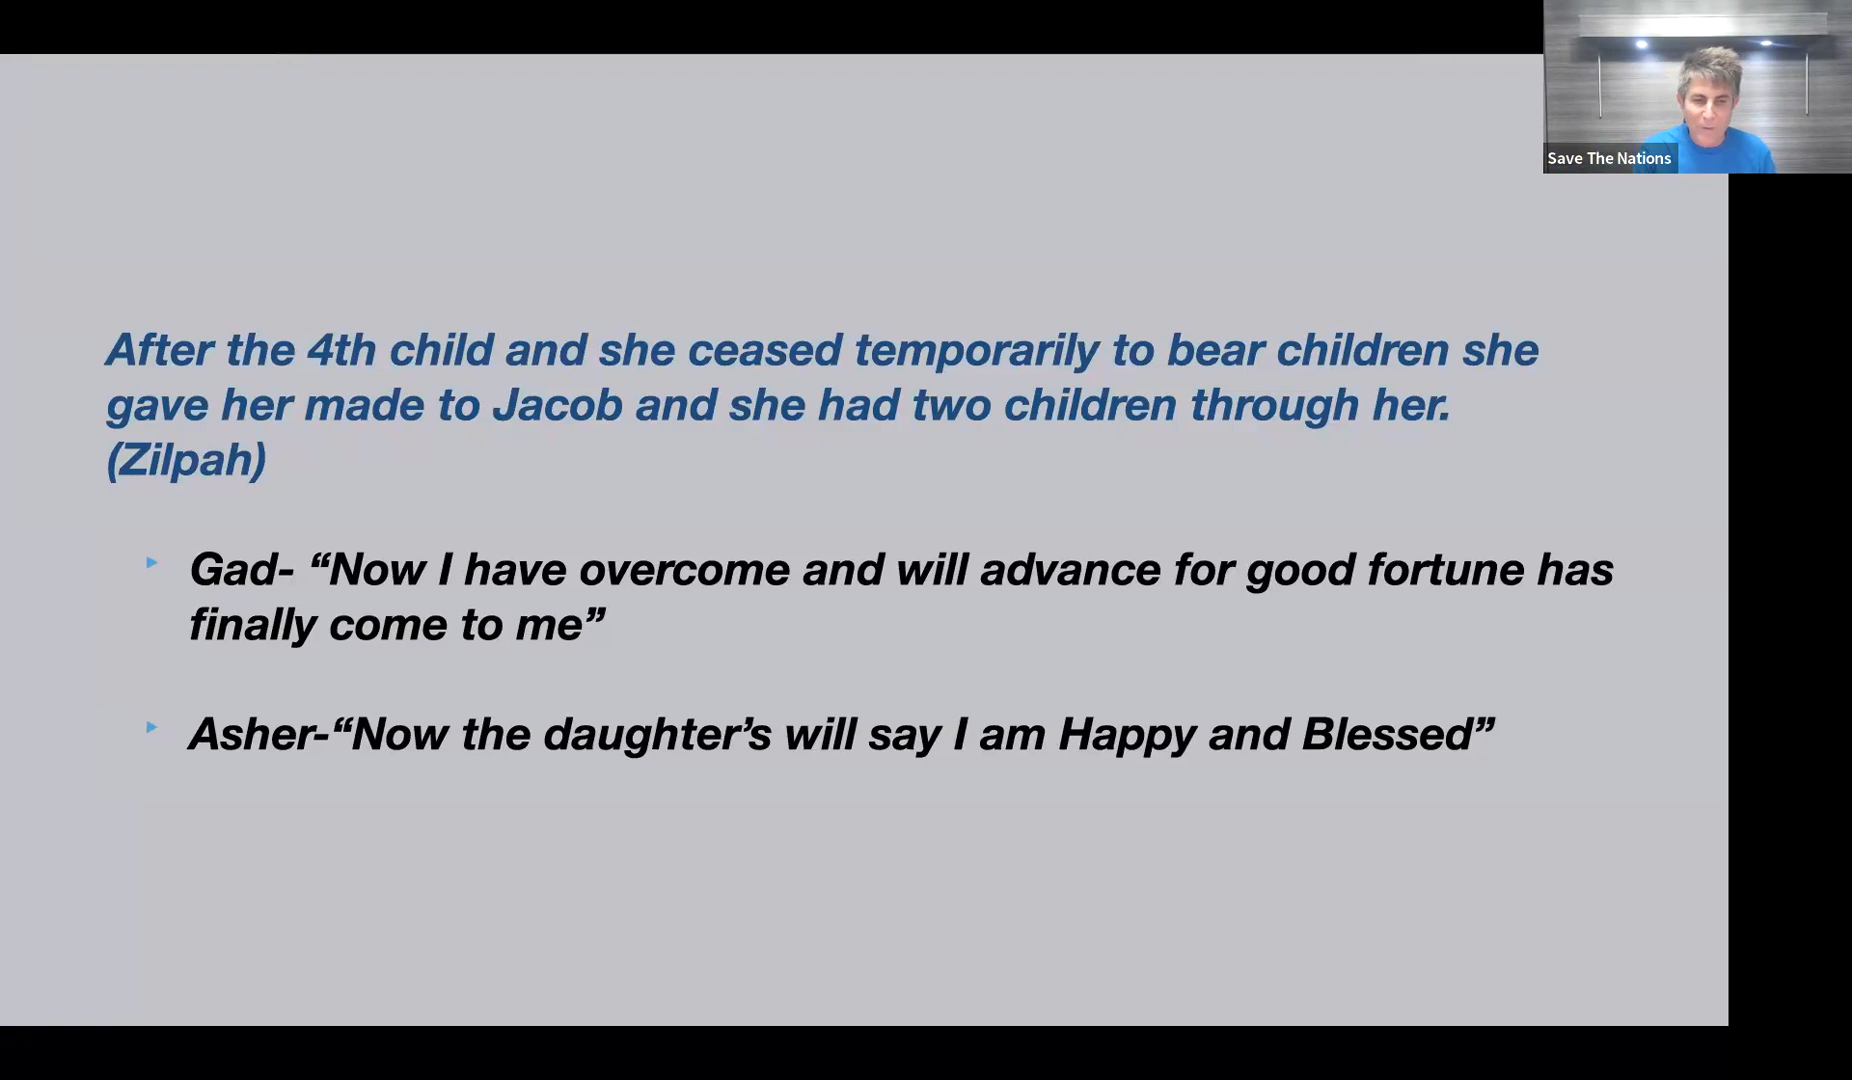 Save The Nations
After the 4th child and she ceased temporarily to bear children she
gave her made to Jacob and she had two children through her.
(Zilpah)
Gad- “Now I have overcome and will advance for good fortune has
finally come to me”
Asher-“Now the daughter’s will say I am Happy and Blessed”